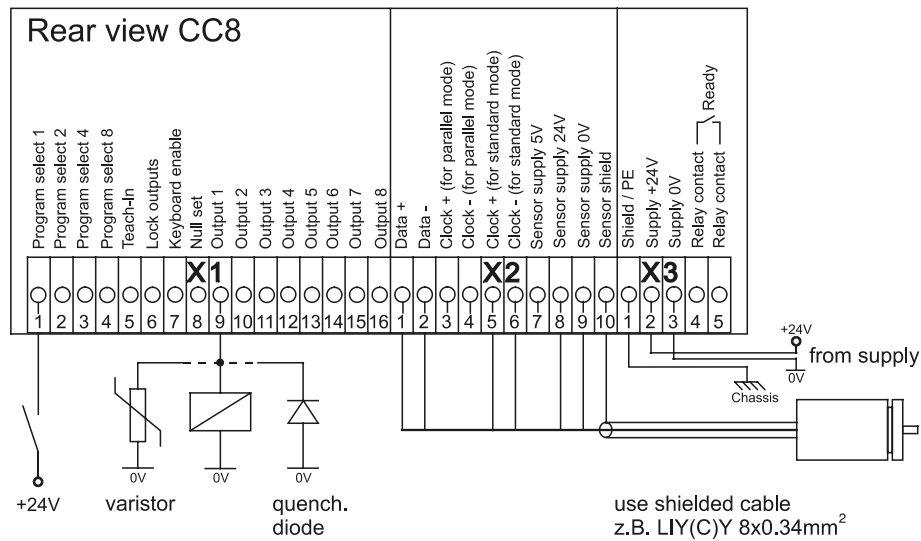 Rear view CC8
Program select 1
Program select 2
Program select 4
Program select 8
Teach-In
Lock outputs
Keyboard enable
Null set
Output 1
Output 2
Output 3
Output 4
Output 5
Output 6
Output 7
Output 8
Data +
Data -
Clock + (for parallel mode)
Clock - (for parallel mode)
Clock + (for standard mode)
Clock - (for standard mode)
Sensor supply 5V
Sensor supply 24V
Sensor supply 0V
Sensor shield
Shield / PE
Supply +24V
Supply 0V
Relay contact
Relay contact
Ready
X1
X2
X3
1 2 3 4 5 6 7 8 9 10 11 12 13 14 15 16 1 2 3 4 5 6 7 8 9 10 1 2 3 4 5
+24V
from supply
0V
Chassis
0V
0V
0V
+24V
varistor
quench.
diode
use shielded cable
z.B. LIY(C)Y 8x0.34mm²